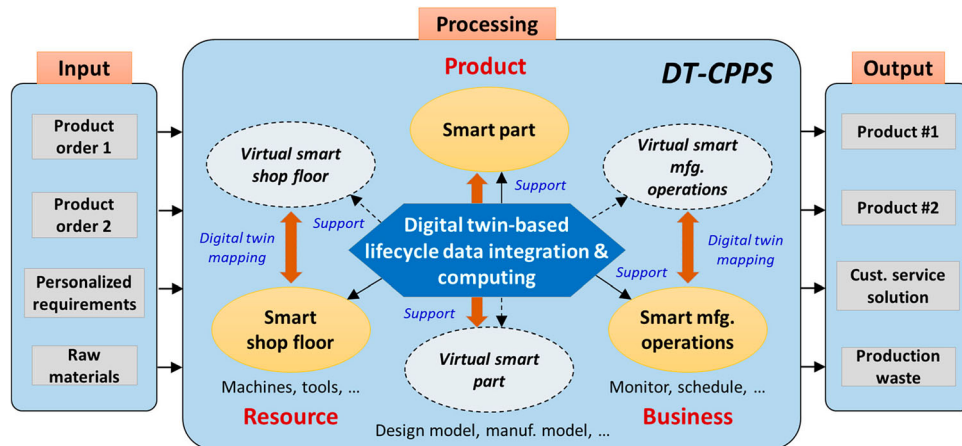 Processing
Input
Product
DT-CPPS
Output
Product
order 1
Product
order 2
Personalized
requirements
Raw
materials
Smart part
Virtual smart
shop floor
Virtual smart
mfg.
operations
Support
Support
Digital twin
mapping
Digital twin-based
lifecycle data integration &
computing
Digital twin
mapping
Support
Support
Smart
shop floor
Smart mfg.
operations
Virtual smart
part
Machines, tools, ...
Monitor, schedule, ...
Resource
Business
Design model, manuf. model, ...
Product #1
Product #2
Cust. service
solution
Production
waste